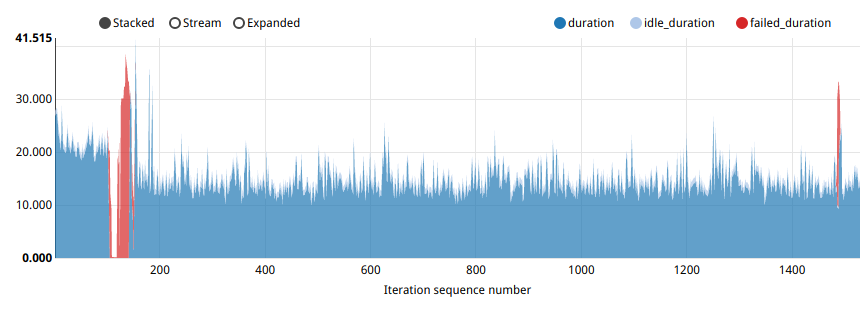 Stacked Stream Expanded duration idle_duration failed_duration
41.515
30.000
20.000
10.000
0.000
200 400 600 800 1000 1200 1400
Iteration sequence number